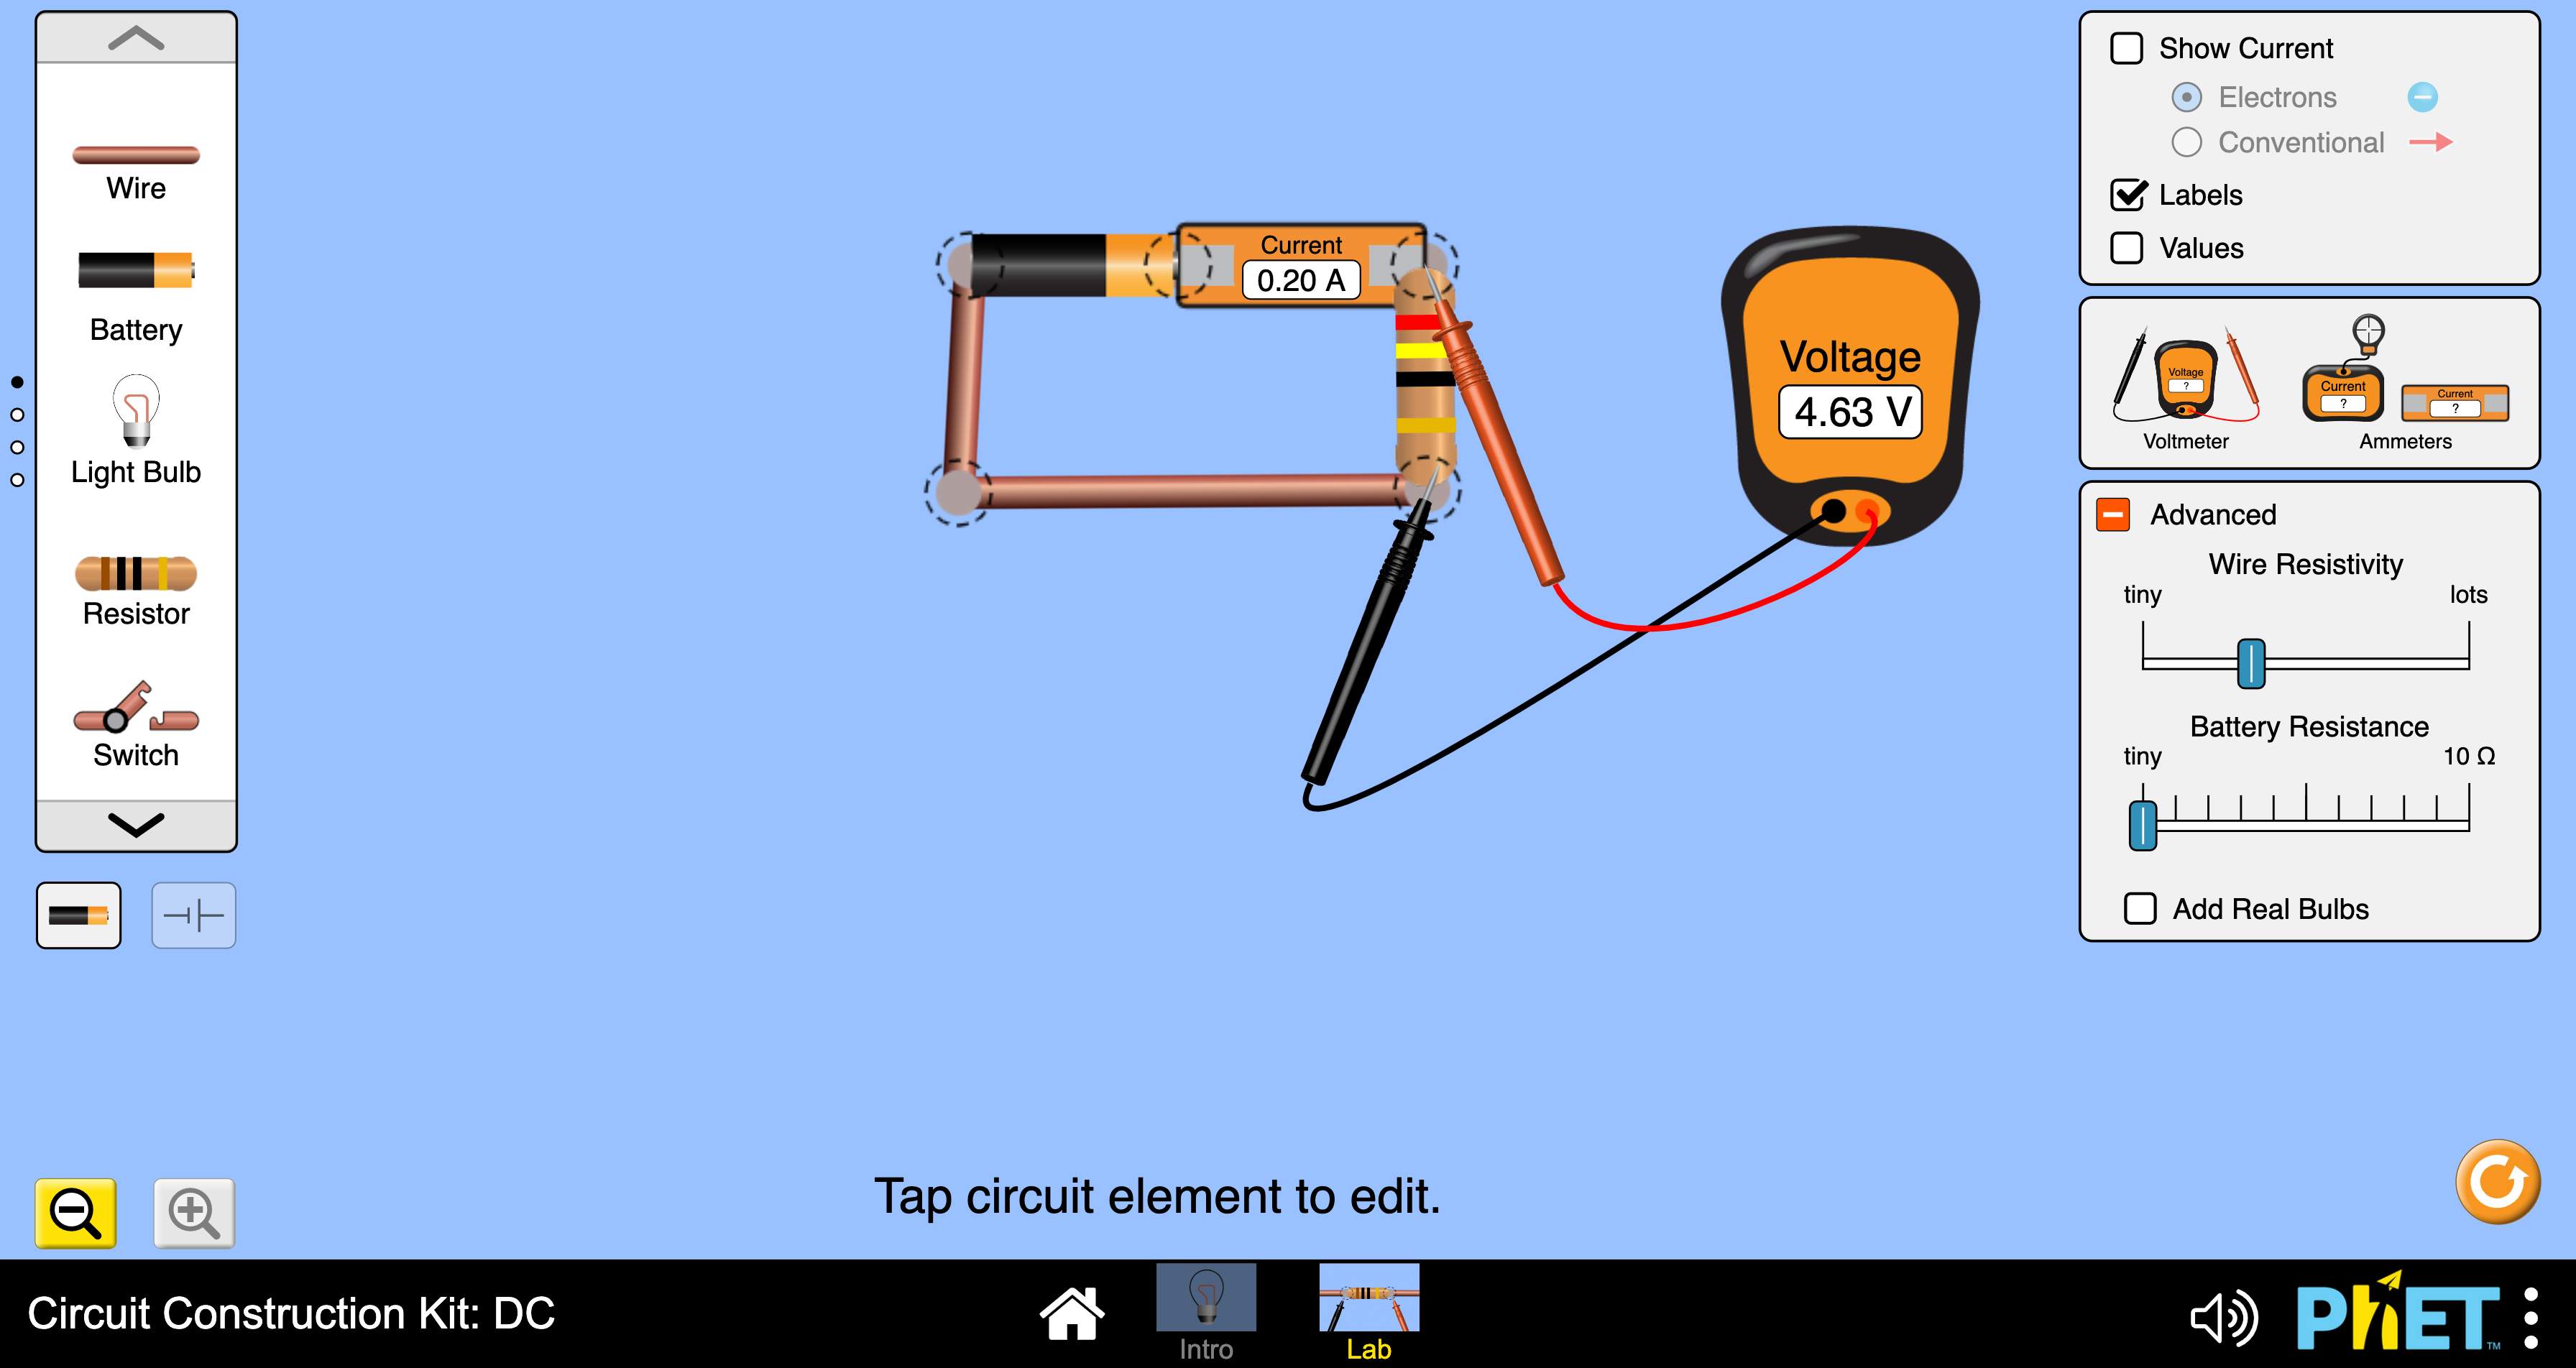 Wire
Battery
Light Bulb
Resistor
Switch
Current
0.20 A
Voltage
4.63 V
Show Current
Electrons
Conventional
Labels
Values
Voltage
?
Current
?
Current
?
Voltmeter
Ammeters
Advanced
Wire Resistivity
tiny lots
Battery Resistance
tiny 10 Ω
Add Real Bulbs
Tap circuit element to edit.
Circuit Construction Kit: DC
Intro
Lab
PhET™